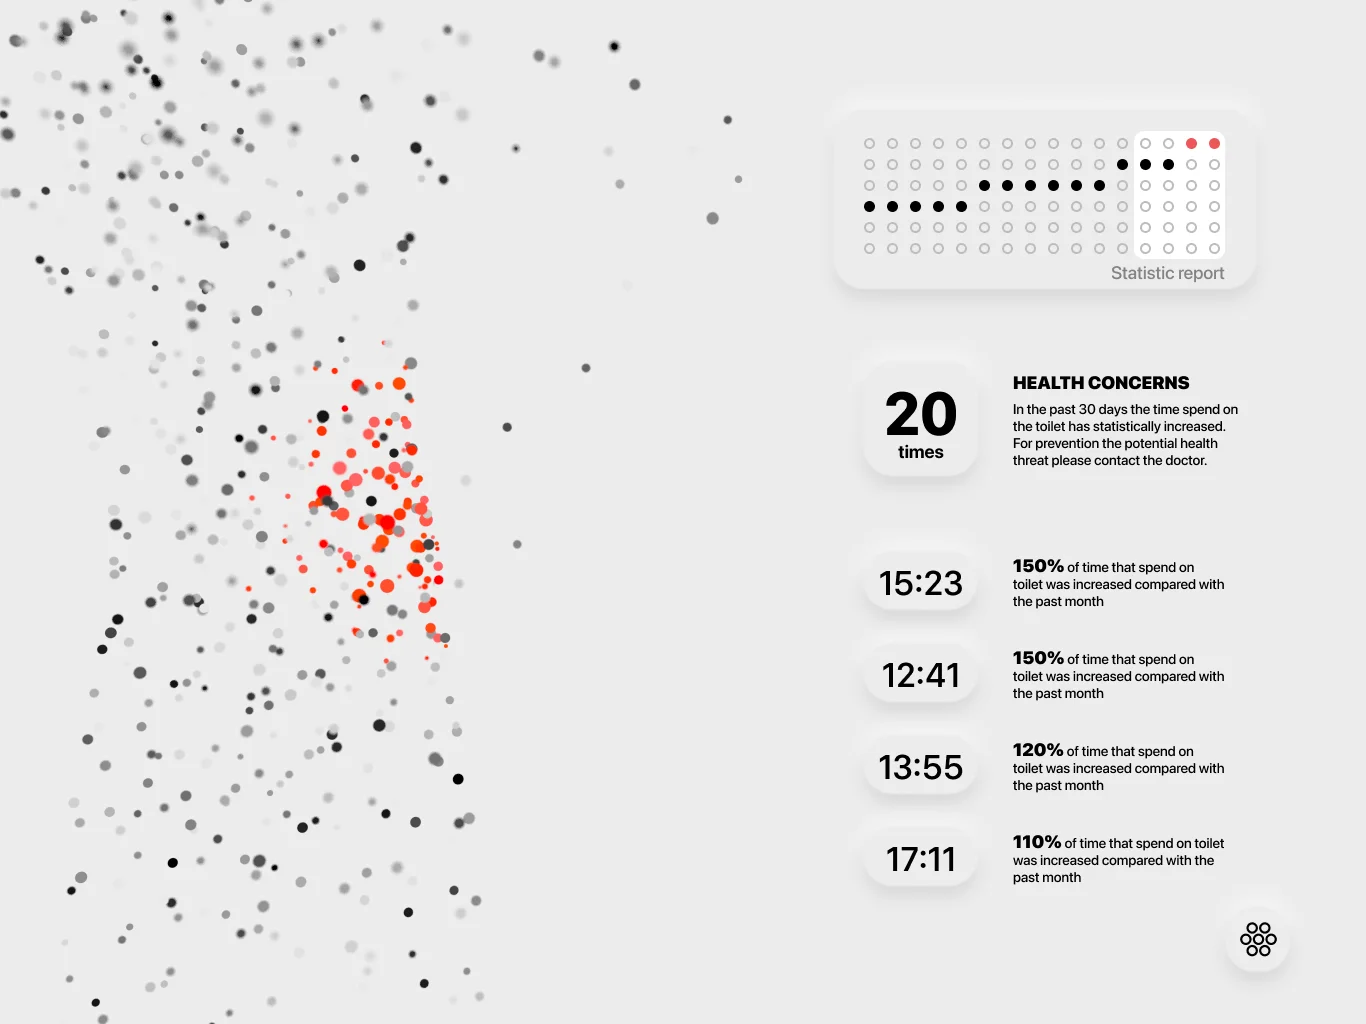 Statistic report
20
times
HEALTH CONCERNS
In the past 30 days the time spend on
the toilet has statistically increased.
For prevention the potential health
threat please contact the doctor.
15:23
150% of time that spend on
toilet was increased compared with
the past month
12:41
150% of time that spend on
toilet was increased compared with
the past month
13:55
120% of time that spend on
toilet was increased compared with
the past month
17:11
110% of time that spend on toilet
was increased compared with the
past month